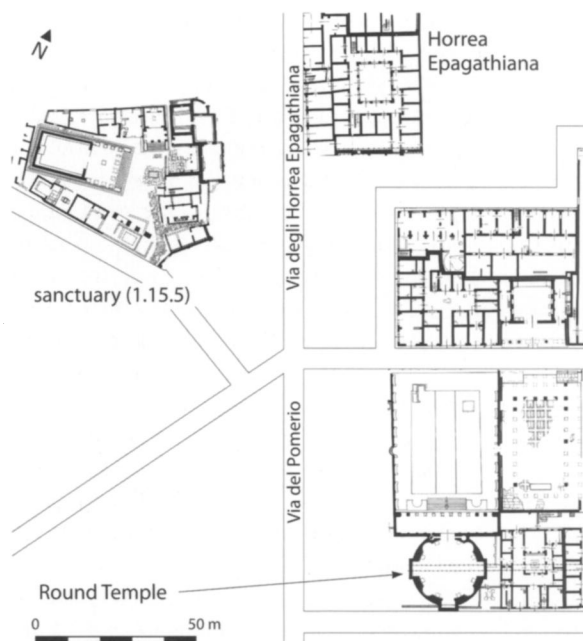 N
Horrea
Epagathiana
Via degli Horrea Epagathiana
sanctuary (1.15.5)
Via del Pomerio
Round Temple
0 50 m